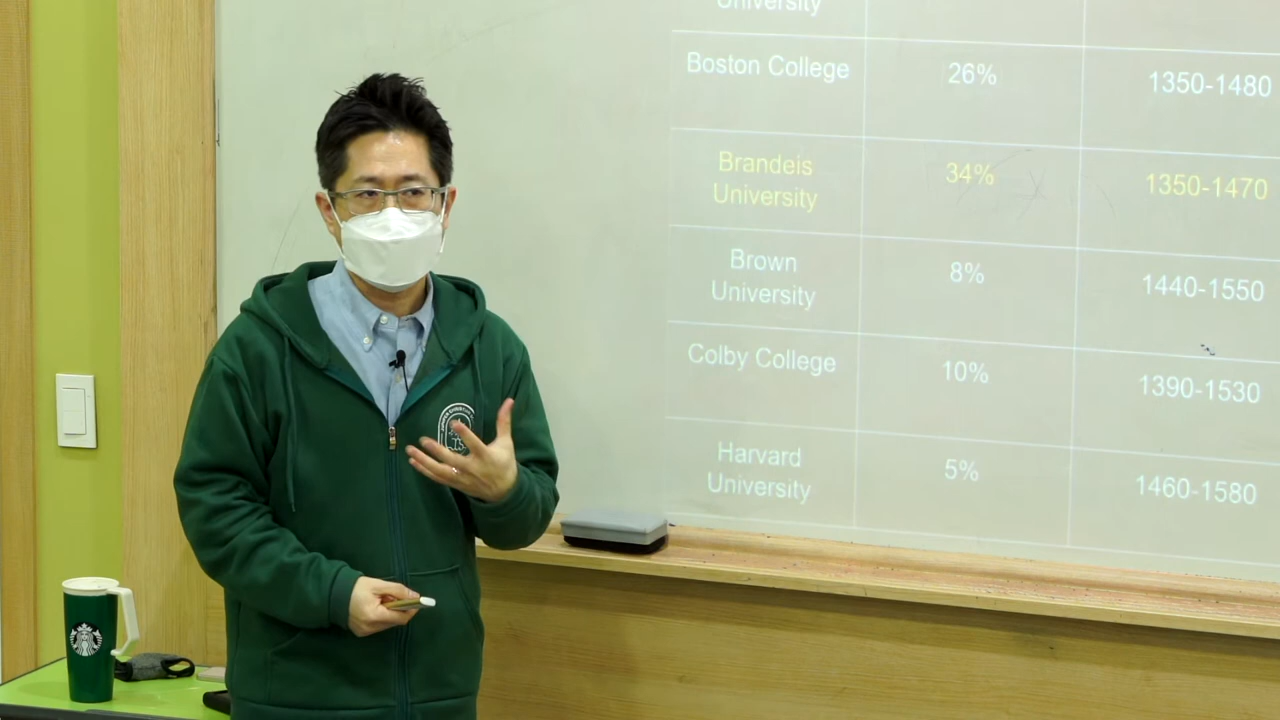 University
Boston College 26% 1350-1480
Brandeis 34% 1350-1470
University
Brown 8% 1440-1550
University
Colby College 10% 1390-1530
Harvard 5% 1460-1580
University